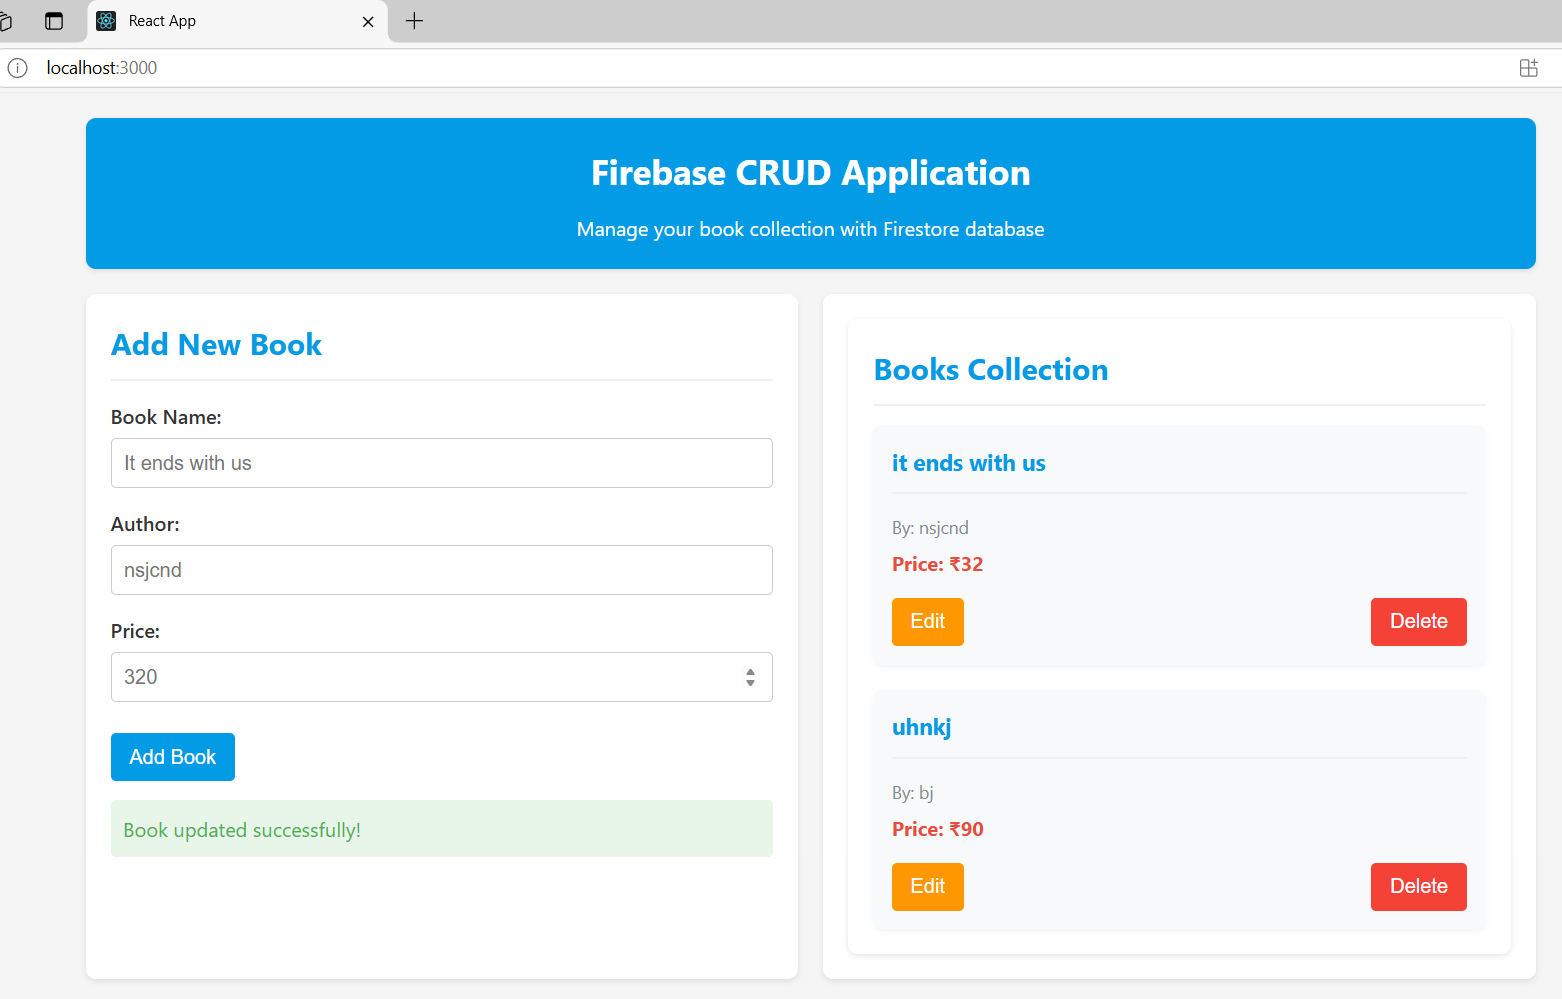 React App
localhost:3000
Firebase CRUD Application
Manage your book collection with Firestore database
Add New Book
Book Name:
It ends with us
Author:
nsjcnd
Price:
320
Add Book
Book updated successfully!
Books Collection
it ends with us
By: nsjcnd
Price: ₹32
Edit
Delete
uhnkj
By: bj
Price: ₹90
Edit
Delete